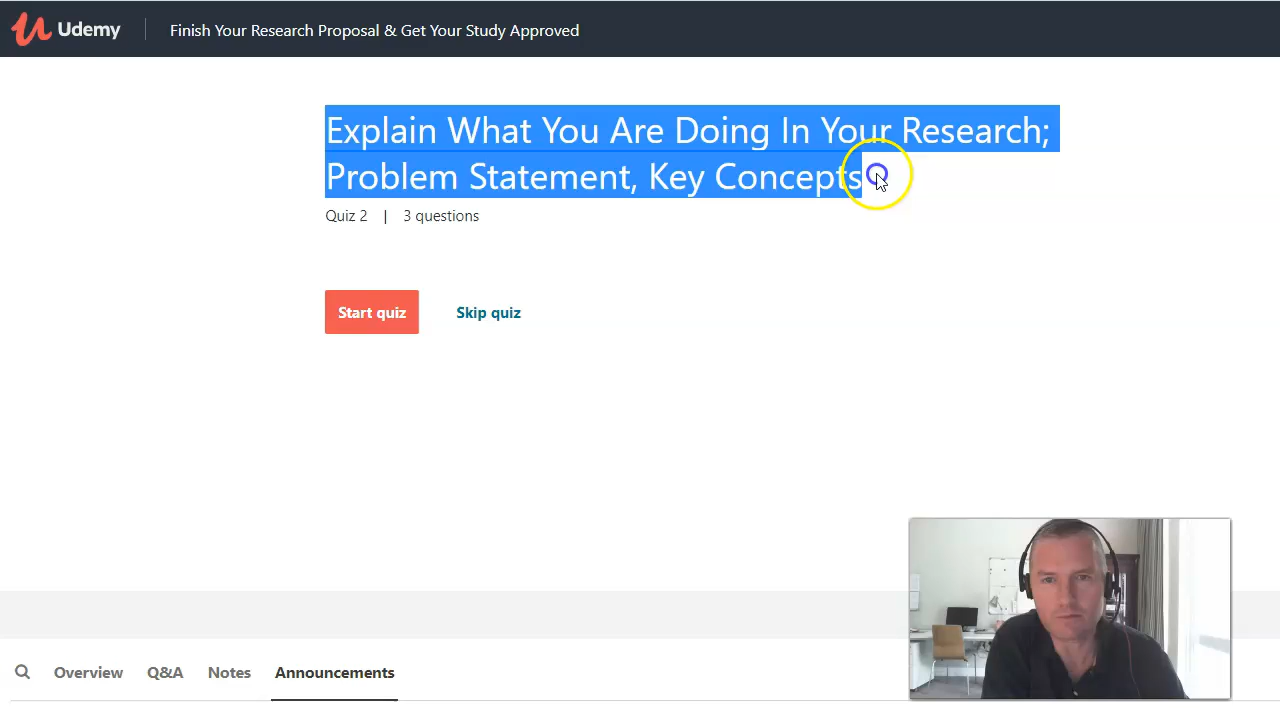 Udemy
Finish Your Research Proposal & Get Your Study Approved
Explain What You Are Doing In Your Research;
Problem Statement, Key Concepts
Quiz 2 | 3 questions
Start quiz
Skip quiz
Overview
Q&A
Notes
Announcements